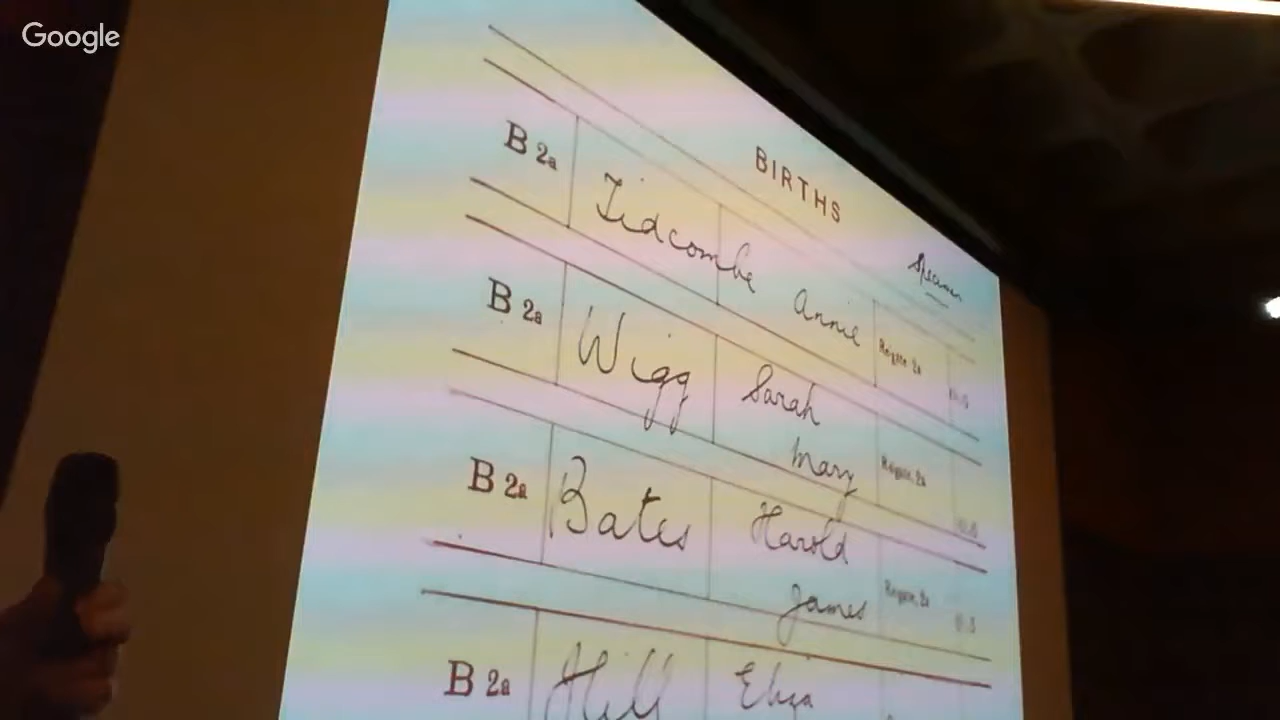 Google
BIRTHS
Specimen
B 2a Tidcombe Annie Reigate. 2a
B 2a Wigg Sarah Mary Reigate. 2a
B 2a Bates Harold James Reigate. 2a
B 2a Hill Eliza